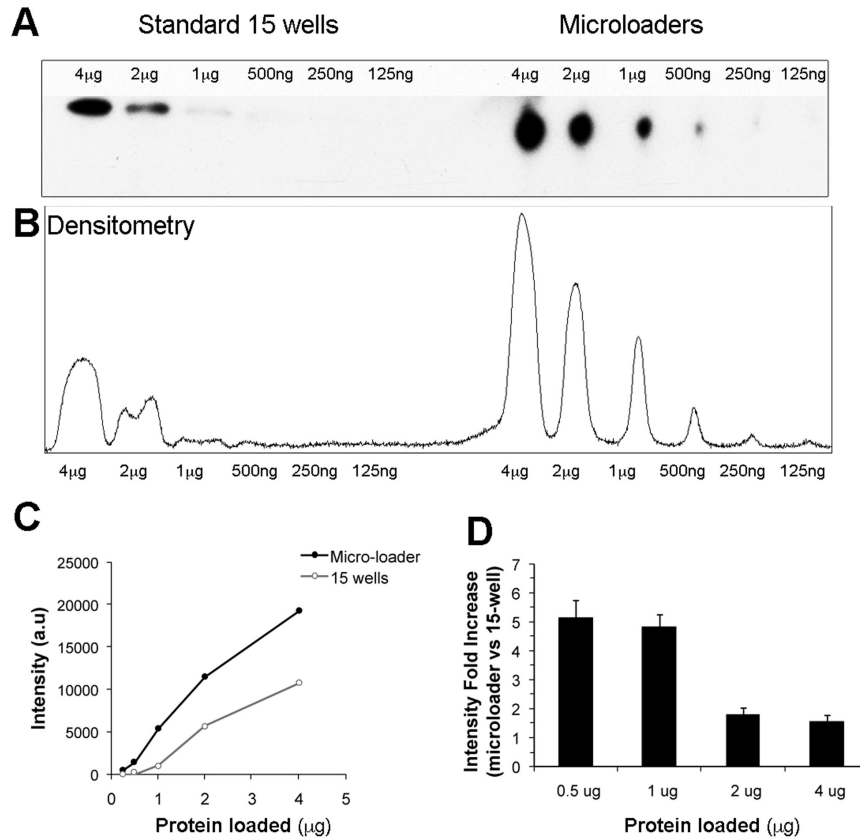 A
Standard 15 wells Microloaders
4μg 2μg 1μg 500ng 250ng 125ng 4μg 2μg 1μg 500ng 250ng 125ng
B Densitometry
4μg 2μg 1μg 500ng 250ng 125ng 4μg 2μg 1μg 500ng 250ng 125ng
C
Micro-loader
15 wells
Intensity (a.u)
25000
20000
15000
10000
5000
0
0 1 2 3 4 5
Protein loaded (μg)
D
Intensity Fold Increase
(microloader vs 15-well)
7
6
5
4
3
2
1
0
0.5 ug 1 ug 2 ug 4 ug
Protein loaded (μg)